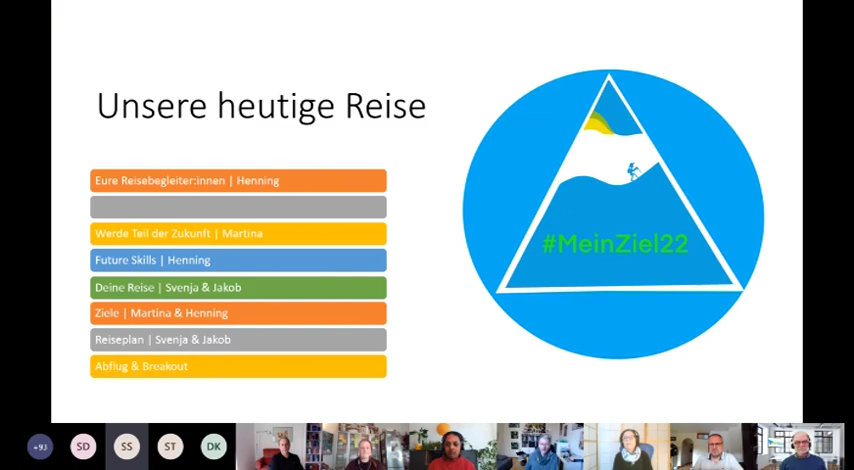 Unsere heutige Reise
Eure Reisebegleiter:innen | Henning
Werde Teil der Zukunft | Martina
Future Skills | Henning
Deine Reise | Svenja & Jakob
Ziele | Martina & Henning
Reiseplan | Svenja & Jakob
Abflug & Breakout
#MeinZiel22
+93
SD
SS
ST
DK